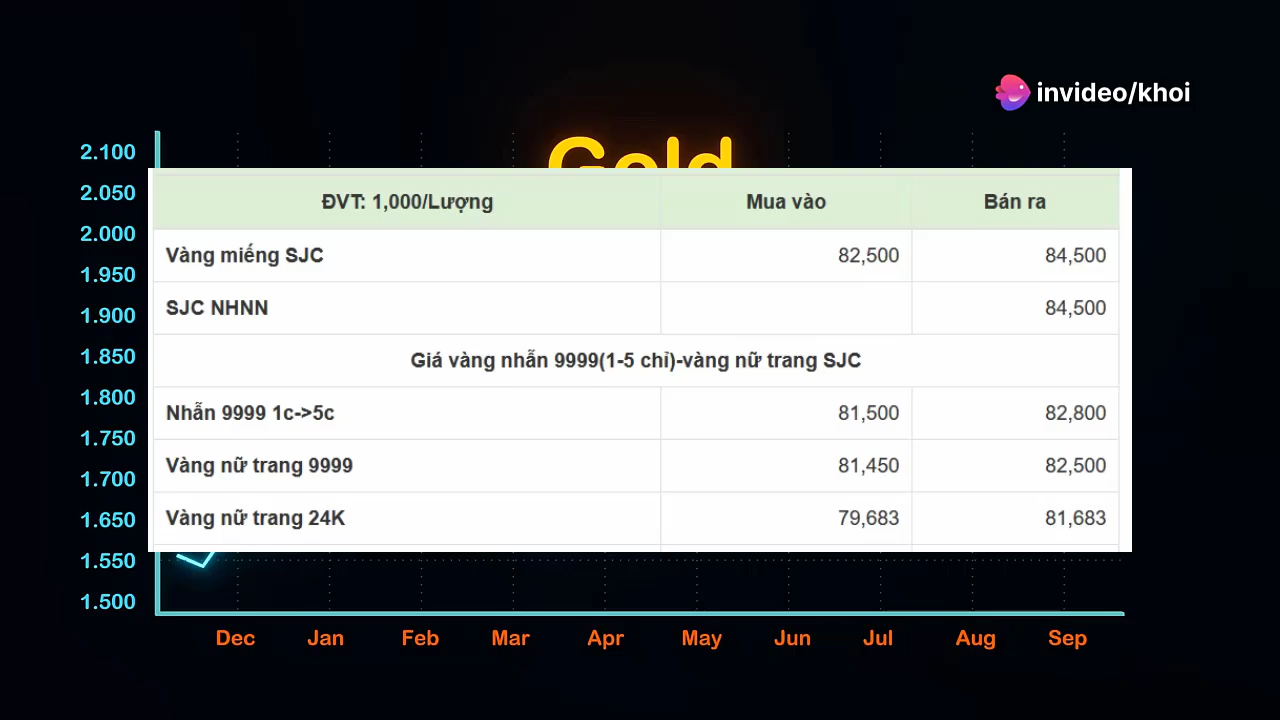 invideo/khoi
Gold
2.100
2.050
2.000
1.950
1.900
1.850
1.800
1.750
1.700
1.650
1.550
1.500
ĐVT: 1,000/Lượng Mua vào Bán ra
Vàng miếng SJC 82,500 84,500
SJC NHNN 84,500
Giá vàng nhẫn 9999(1-5 chỉ)-vàng nữ trang SJC
Nhẫn 9999 1c->5c 81,500 82,800
Vàng nữ trang 9999 81,450 82,500
Vàng nữ trang 24K 79,683 81,683
Dec Jan Feb Mar Apr May Jun Jul Aug Sep